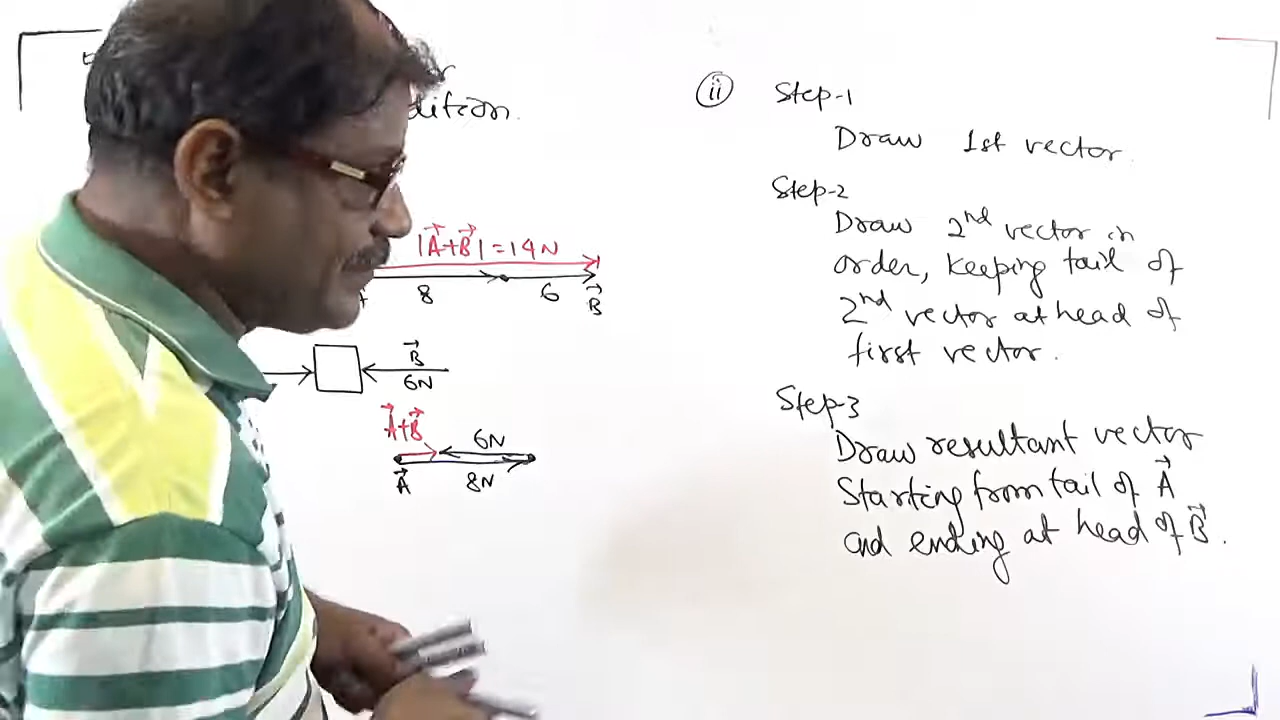 dition.
|A⃗+B⃗|=14N
8
6
B⃗
B⃗
6N
A⃗+B⃗
6N
A⃗
8N
ii
Step-1
Draw 1st vector.
Step-2
Draw 2nd vector in
order, keeping tail of
2nd vector at head of
first vector.
Step-3
Draw resultant vector
Starting from tail of A⃗
and ending at head of B⃗.